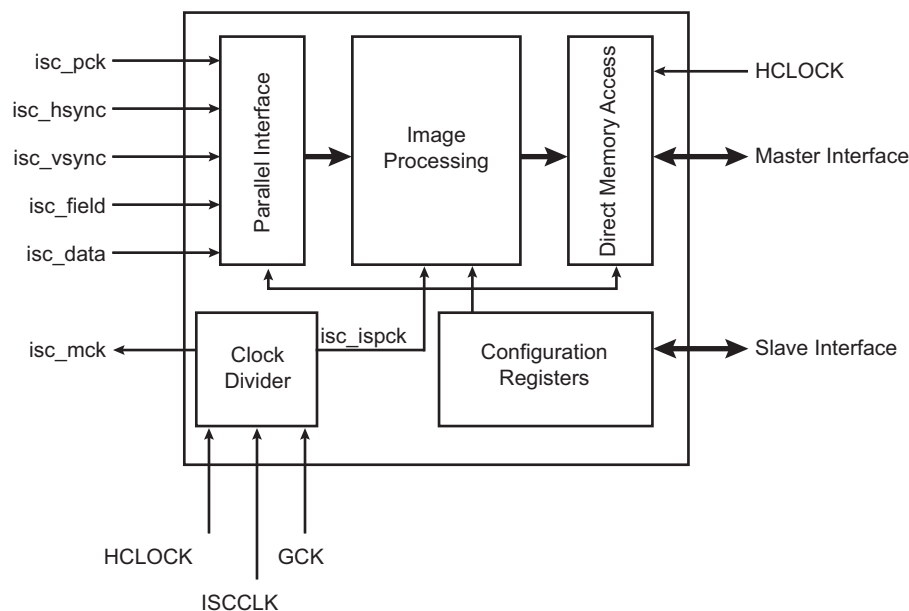 isc_pck
isc_hsync
isc_vsync
isc_field
isc_data
Parallel Interface
Image
Processing
Direct Memory Access
HCLOCK
Master Interface
isc_mck
Clock
Divider
isc_ispck
Configuration
Registers
Slave Interface
HCLOCK
GCK
ISCCLK